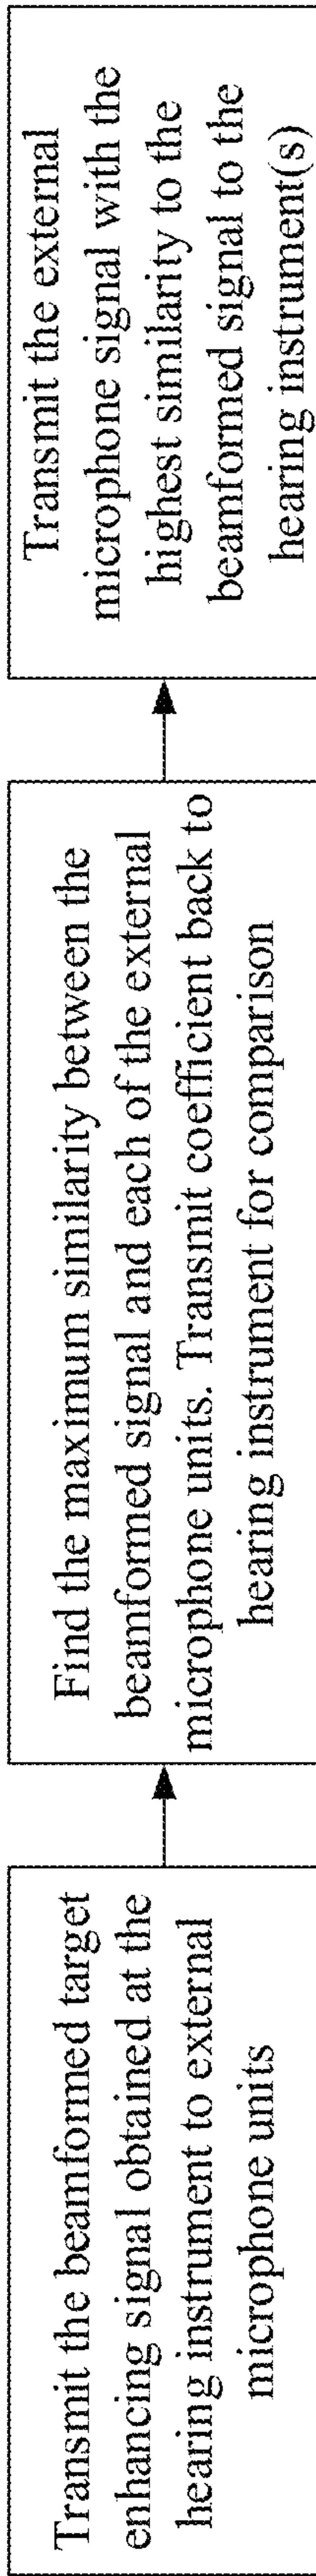 Transmit the beamformed target
enhancing signal obtained at the
hearing instrument to external
microphone units
Find the maximum similarity between the
beamformed signal and each of the external
microphone units. Transmit coefficient back to
hearing instrument for comparison
Transmit the external
microphone signal with the
highest similarity to the
beamformed signal to the
hearing instrument(s)